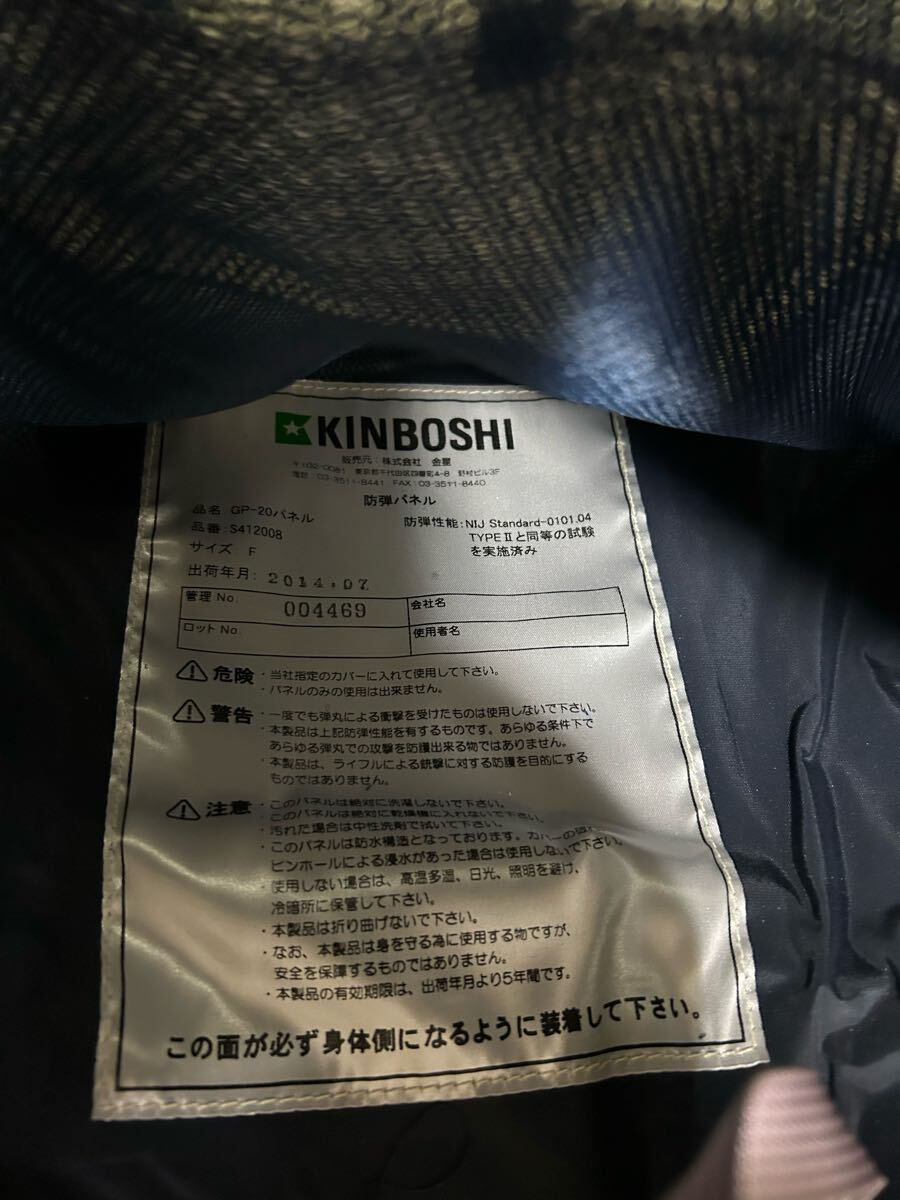 KINBOSHI
販売元：株式会社 金星
〒102-0081 東京都千代田区四番町4-8 野村ビル3F
電話：03-3511-8441 FAX：03-3511-8440
防弾パネル
品名 GP-20パネル
品番：S412008
サイズ F
出荷年月：2014.07
防弾性能：NIJ Standard-0101.04
TYPEⅡと同等の試験
を実施済み
管理 No. 004469 会社名
ロット No. 使用者名
危険 ・当社指定のカバーに入れて使用して下さい。
・パネルのみの使用は出来ません。
警告 ・一度でも弾丸による衝撃を受けたものは使用しないで下さい。
・本製品は上記防弾性能を有するものです。あらゆる条件下で
あらゆる弾丸での攻撃を防護出来る物ではありません。
・本製品は、ライフルによる銃撃に対する防護を目的にする
ものではありません。
注意 ・このパネルは絶対に洗濯しないで下さい。
・このパネルは絶対に乾燥機に入れないで下さい。
・汚れた場合は中性洗剤で拭いて下さい。
・このパネルは防水構造となっております。カバーの
ピンホールによる浸水があった場合は使用しないで下さい。
・使用しない場合は、高温多湿、日光、照明を避け、
冷暗所に保管して下さい。
・本製品は折り曲げないで下さい。
・なお、本製品は身を守る為に使用する物ですが、
安全を保障するものではありません。
・本製品の有効期限は、出荷年月より5年間です。
この面が必ず身体側になるように装着して下さい。